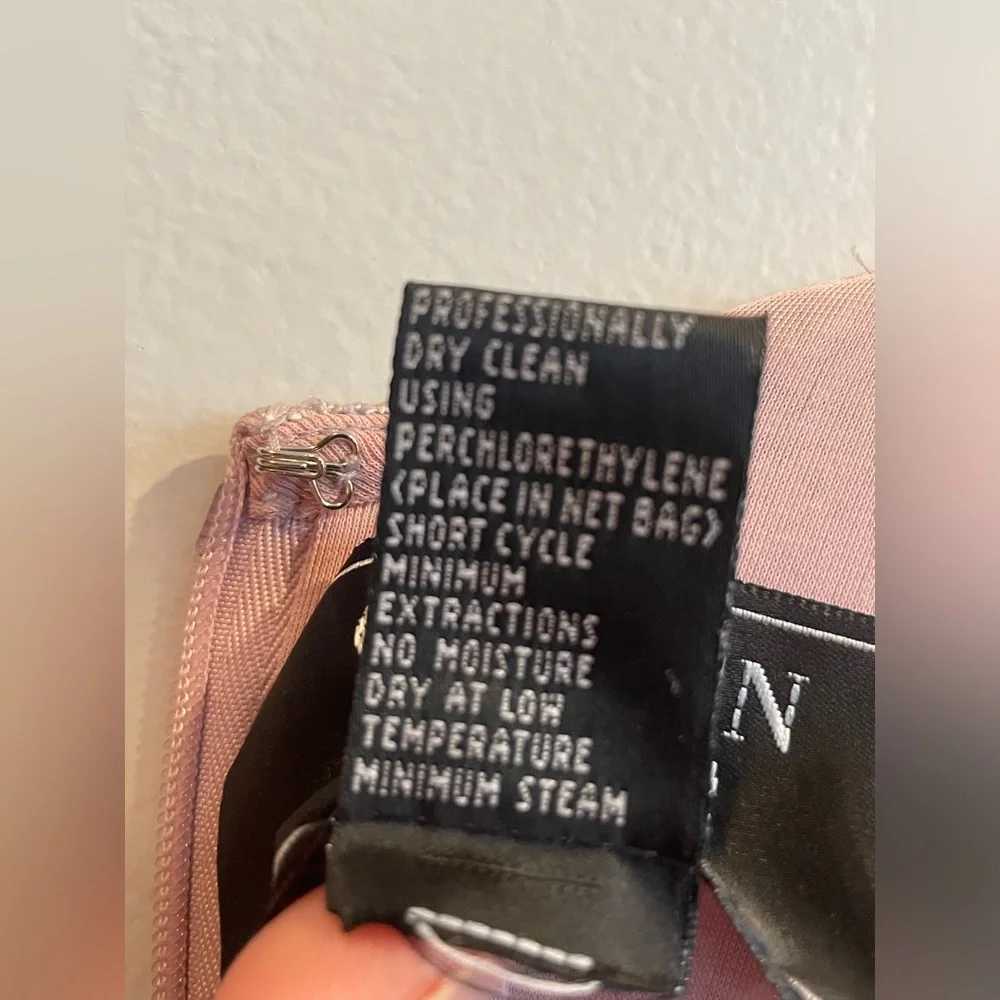 PROFESSIONALLY
DRY CLEAN
USING
PERCHLORETHYLENE
<PLACE IN NET BAG>
SHORT CYCLE
MINIMUM
EXTRACTIONS
NO MOISTURE
DRY AT LOW
TEMPERATURE
MINIMUM STEAM
N